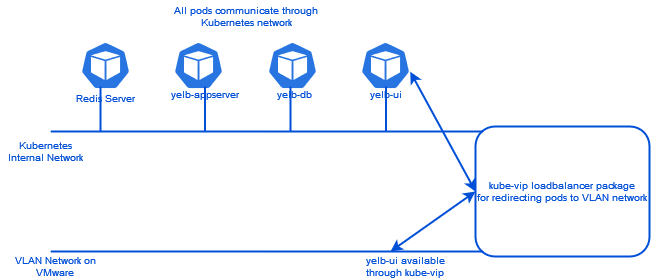 All pods communicate through
Kubernetes network
Redis Server
yelb-appserver
yelb-db
yelb-ui
Kubernetes
Internal Network
kube-vip loadbalancer package
for redirecting pods to VLAN network
VLAN Network on
VMware
yelb-ui available
through kube-vip